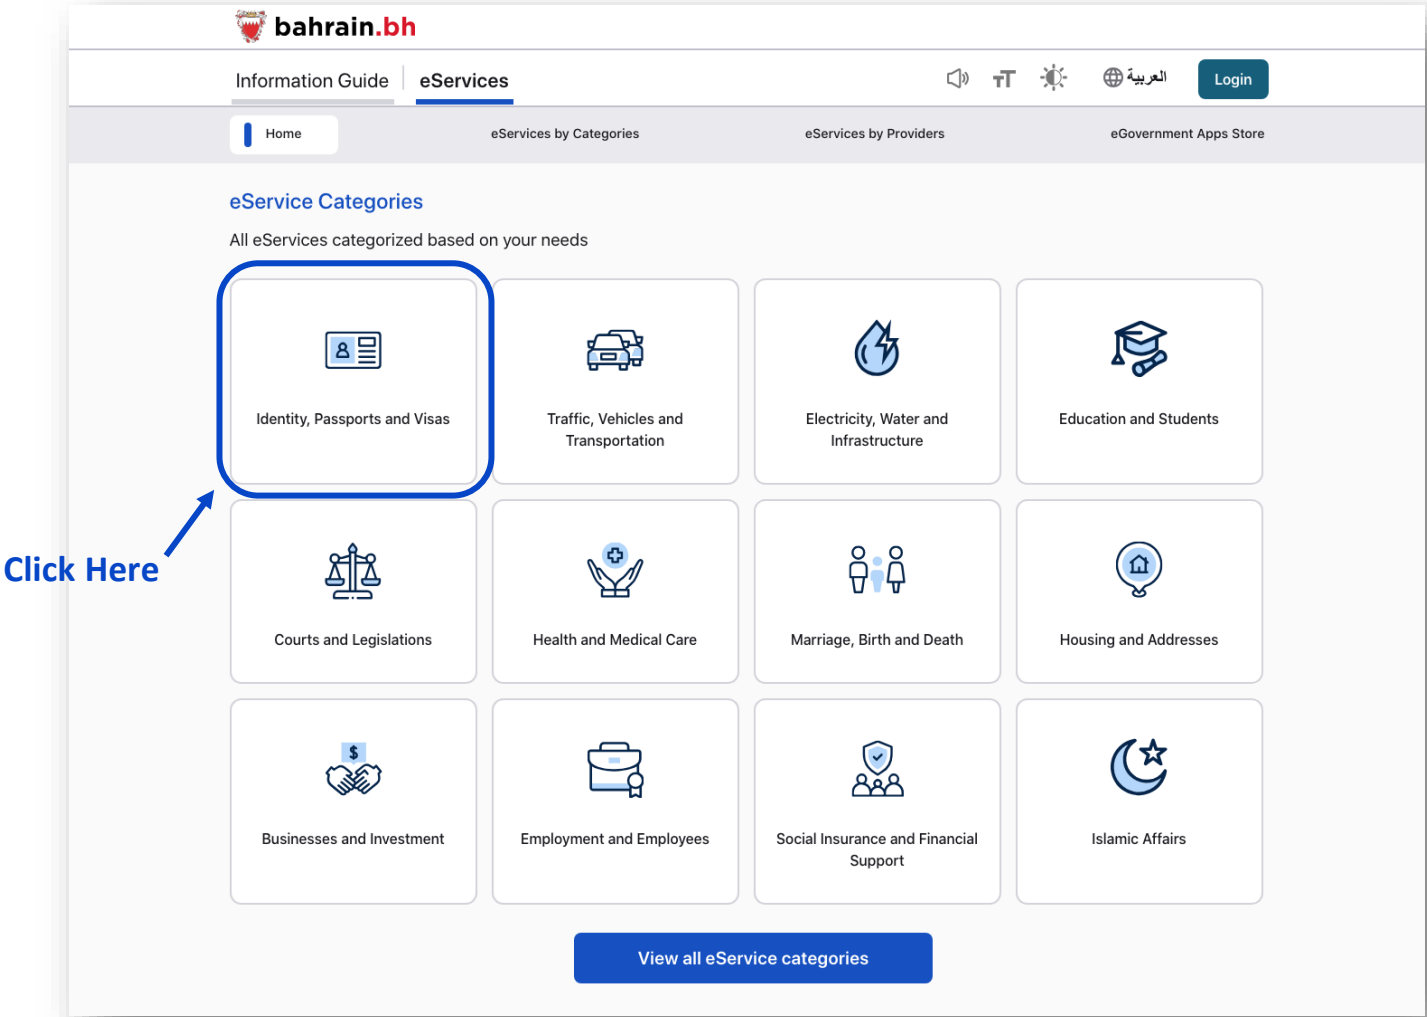 bahrain.bh
Information Guide
eServices
العربية
Login
Home
eServices by Categories
eServices by Providers
eGovernment Apps Store
eService Categories
All eServices categorized based on your needs
Identity, Passports and Visas
Traffic, Vehicles and
Transportation
Electricity, Water and
Infrastructure
Education and Students
Click Here
Courts and Legislations
Health and Medical Care
Marriage, Birth and Death
Housing and Addresses
$
Businesses and Investment
Employment and Employees
Social Insurance and Financial
Support
Islamic Affairs
View all eService categories